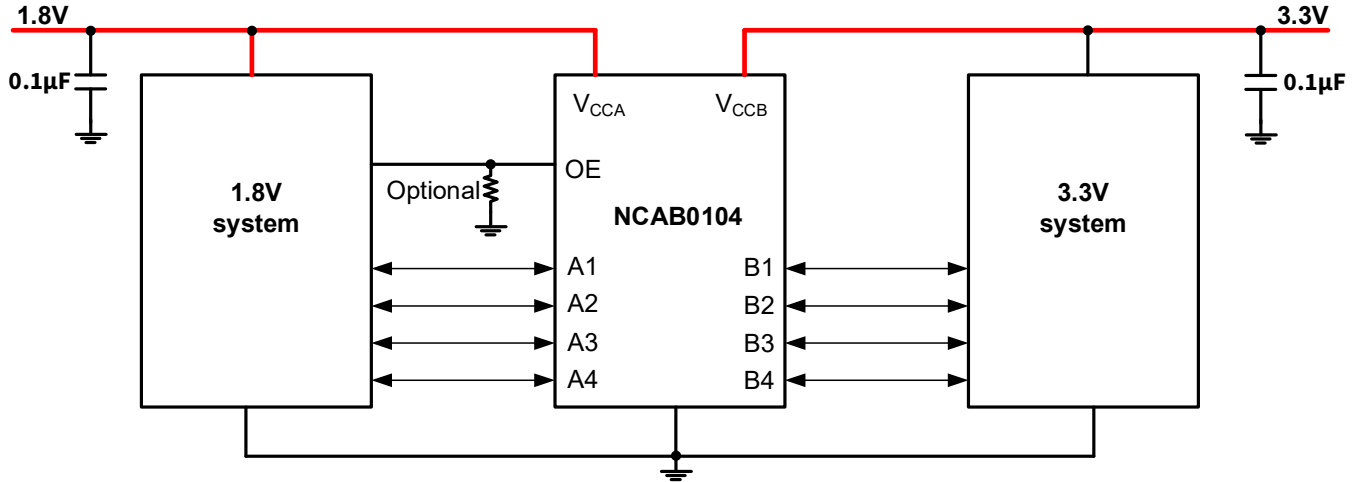 1.8V
3.3V
0.1µF
0.1µF
VCCA
VCCB
OE
Optional
1.8V
system
NCAB0104
3.3V
system
A1
B1
A2
B2
A3
B3
A4
B4